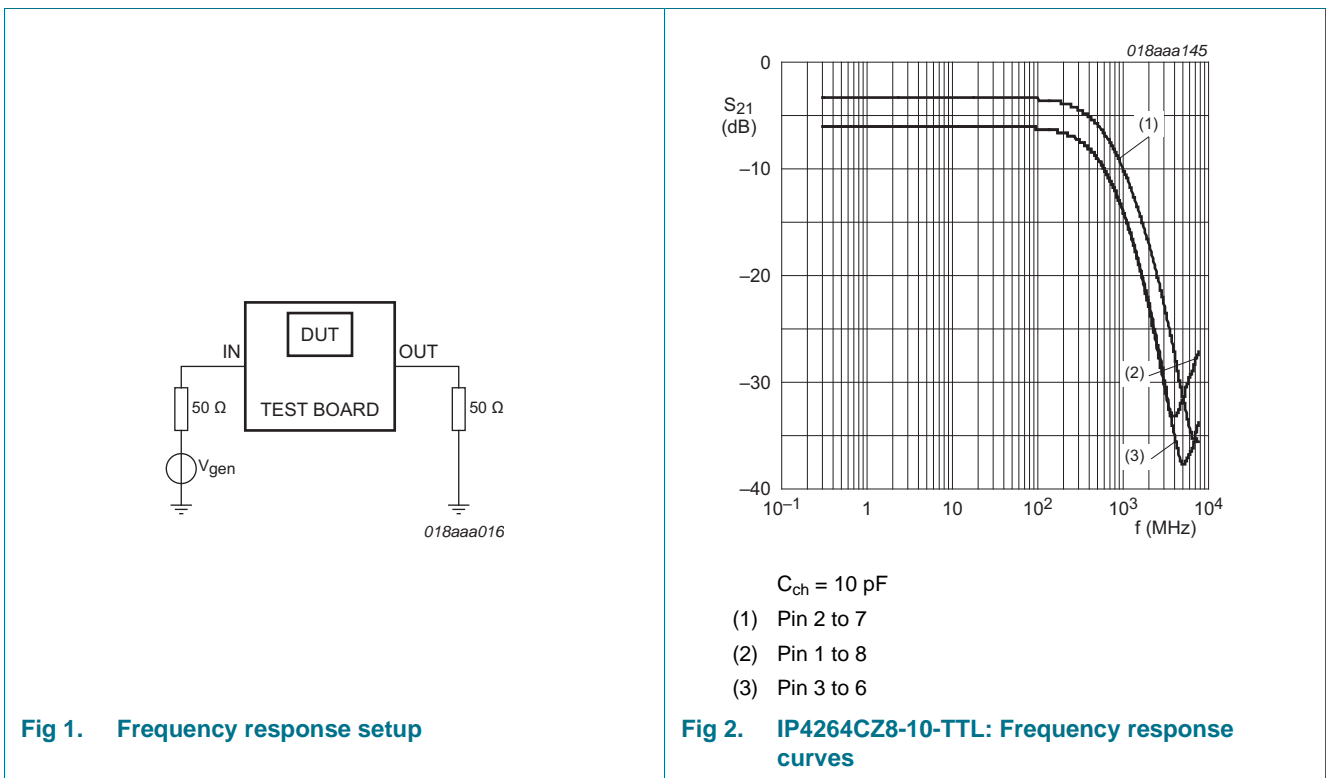 IN
DUT
OUT
50 Ω
TEST BOARD
50 Ω
Vgen
018aaa016
Fig 1. Frequency response setup
018aaa145
0
S21
(dB)
(1)
–10
–20
–30
(2)
(3)
–40
10–1
1
10
10²
10³
10⁴
f (MHz)
Cch = 10 pF
(1) Pin 2 to 7
(2) Pin 1 to 8
(3) Pin 3 to 6
Fig 2. IP4264CZ8-10-TTL: Frequency response
curves